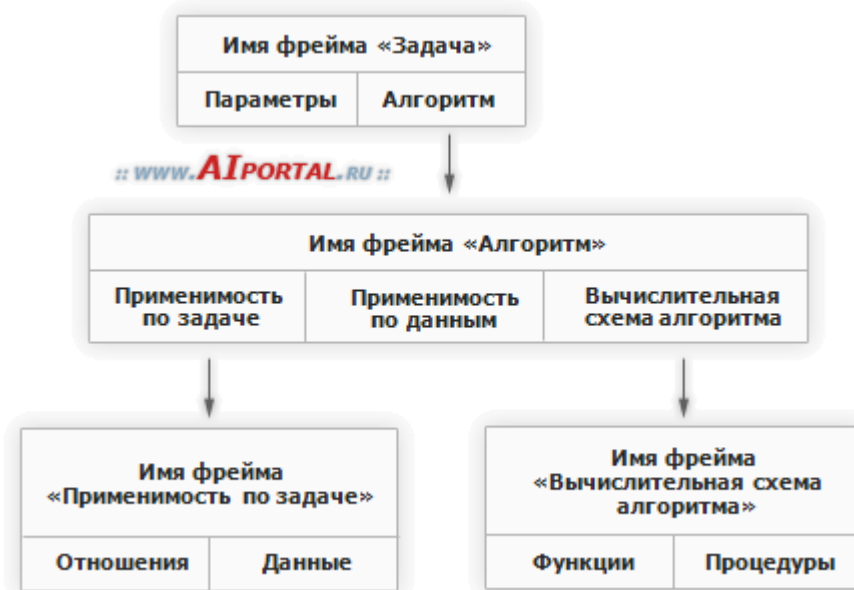 Имя фрейма «Задача»
Параметры
Алгоритм
:: www.AIPORTAL.RU ::
Имя фрейма «Алгоритм»
Применимость
по задаче
Применимость
по данным
Вычислительная
схема алгоритма
Имя фрейма
«Применимость по задаче»
Отношения
Данные
Имя фрейма
«Вычислительная схема
алгоритма»
Функции
Процедуры